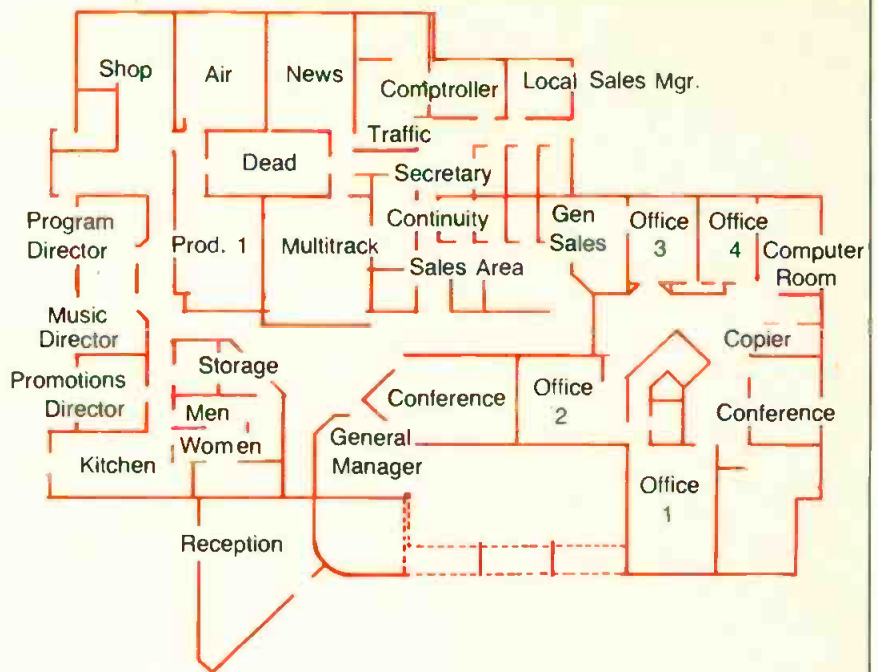 Shop
Air
News
Comptroller
Local Sales Mgr.
Traffic
Dead
Secretary
Program
Director
Prod. 1
Multitrack
Continuity
Gen
Sales
Office
3
Office
4
Computer
Room
Sales Area
Music
Director
Storage
Copier
Promotions
Director
Men
Women
Conference
Office
2
Conference
Kitchen
General
Manager
Office
1
Reception